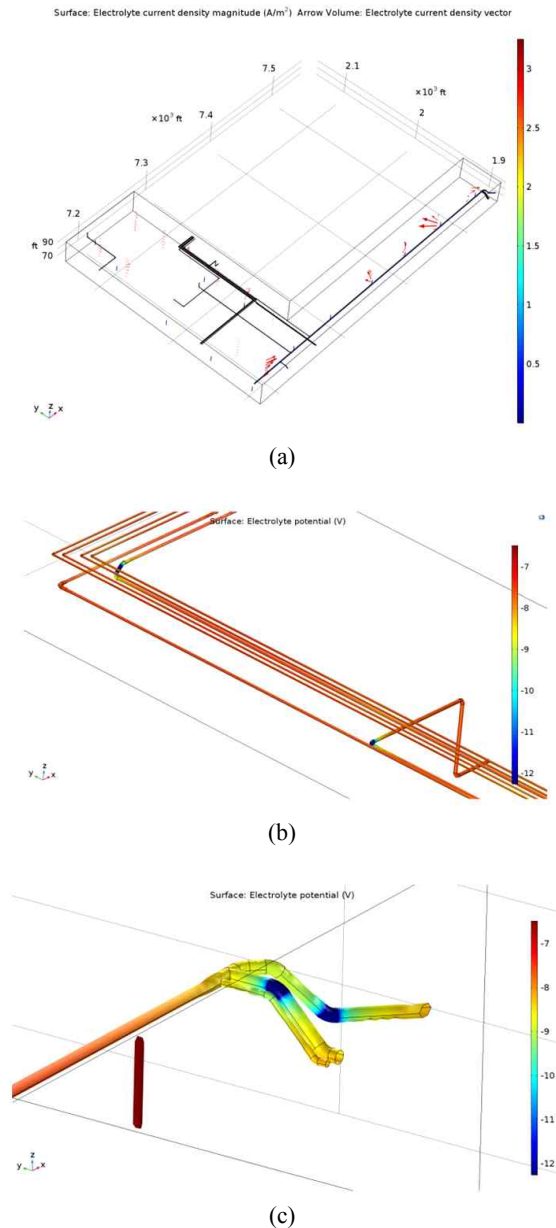 Surface: Electrolyte current density magnitude (A/m²)  Arrow Volume: Electrolyte current density vector
2.1
×10³ ft
2
1.9
7.5
×10³ ft
7.4
7.3
7.2
ft 90
70
3
2.5
2
1.5
1
0.5
y z x
(a)
Surface: Electrolyte potential (V)
-7
-8
-9
-10
-11
-12
y z x
(b)
Surface: Electrolyte potential (V)
-7
-8
-9
-10
-11
-12
y z x
(c)